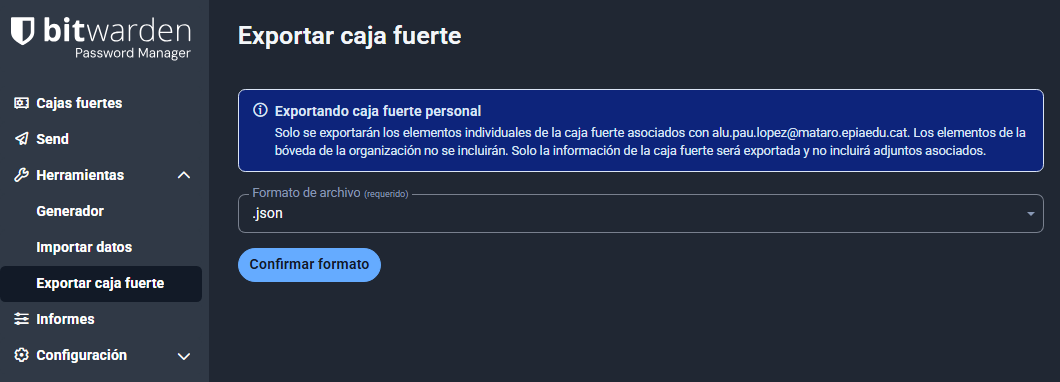 bitwarden
Password Manager
Cajas fuertes
Send
Herramientas
Generador
Importar datos
Exportar caja fuerte
Informes
Configuración
Exportar caja fuerte
Exportando caja fuerte personal
Solo se exportarán los elementos individuales de la caja fuerte asociados con alu.pau.lopez@mataro.epiaedu.cat. Los elementos de la
bóveda de la organización no se incluirán. Solo la información de la caja fuerte será exportada y no incluirá adjuntos asociados.
Formato de archivo (requerido)
.json
Confirmar formato